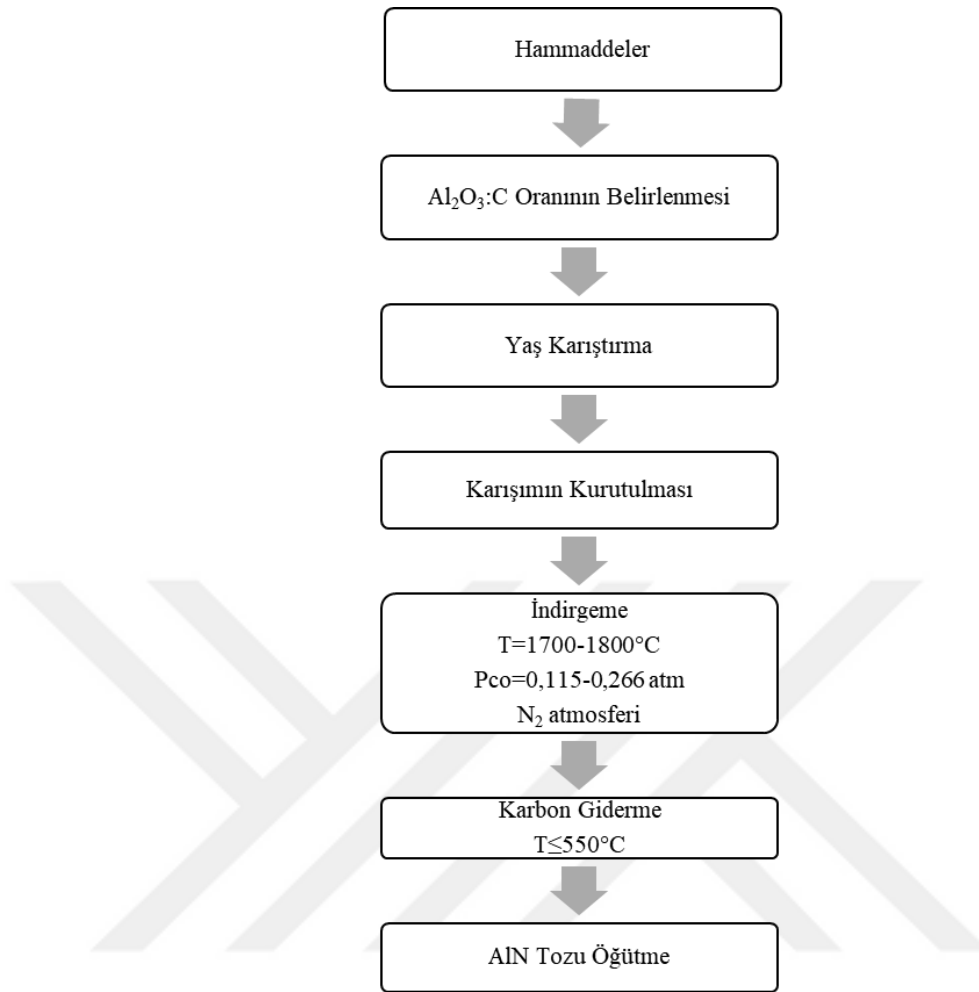 Hammaddeler
Al₂O₃:C Oranının Belirlenmesi
Yaş Karıştırma
Karışımın Kurutulması
İndirgeme
T=1700-1800°C
Pco=0,115-0,266 atm
N₂ atmosferi
Karbon Giderme
T≤550°C
AlN Tozu Öğütme